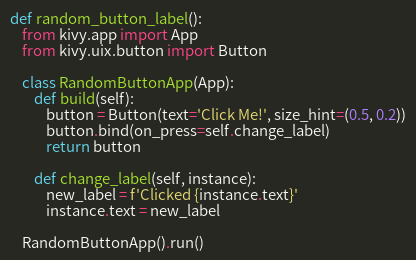 def random_button_label():
    from kivy.app import App
    from kivy.uix.button import Button

    class RandomButtonApp(App):
        def build(self):
            button = Button(text='Click Me!', size_hint=(0.5, 0.2))
            button.bind(on_press=self.change_label)
            return button

        def change_label(self, instance):
            new_label = f'Clicked {instance.text}'
            instance.text = new_label

    RandomButtonApp().run()